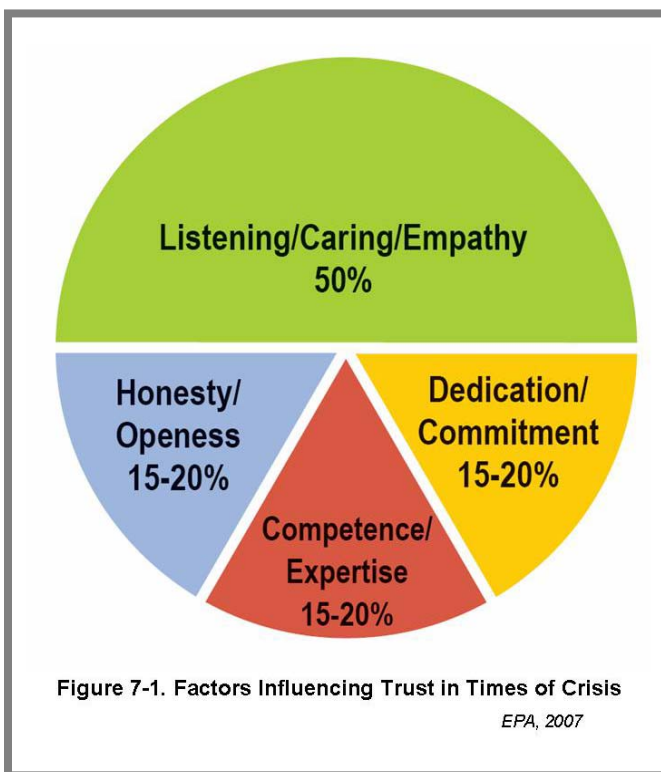 Listening/Caring/Empathy
50%
Honesty/
Openess
15-20%
Dedication/
Commitment
15-20%
Competence/
Expertise
15-20%
Figure 7-1. Factors Influencing Trust in Times of Crisis
EPA, 2007